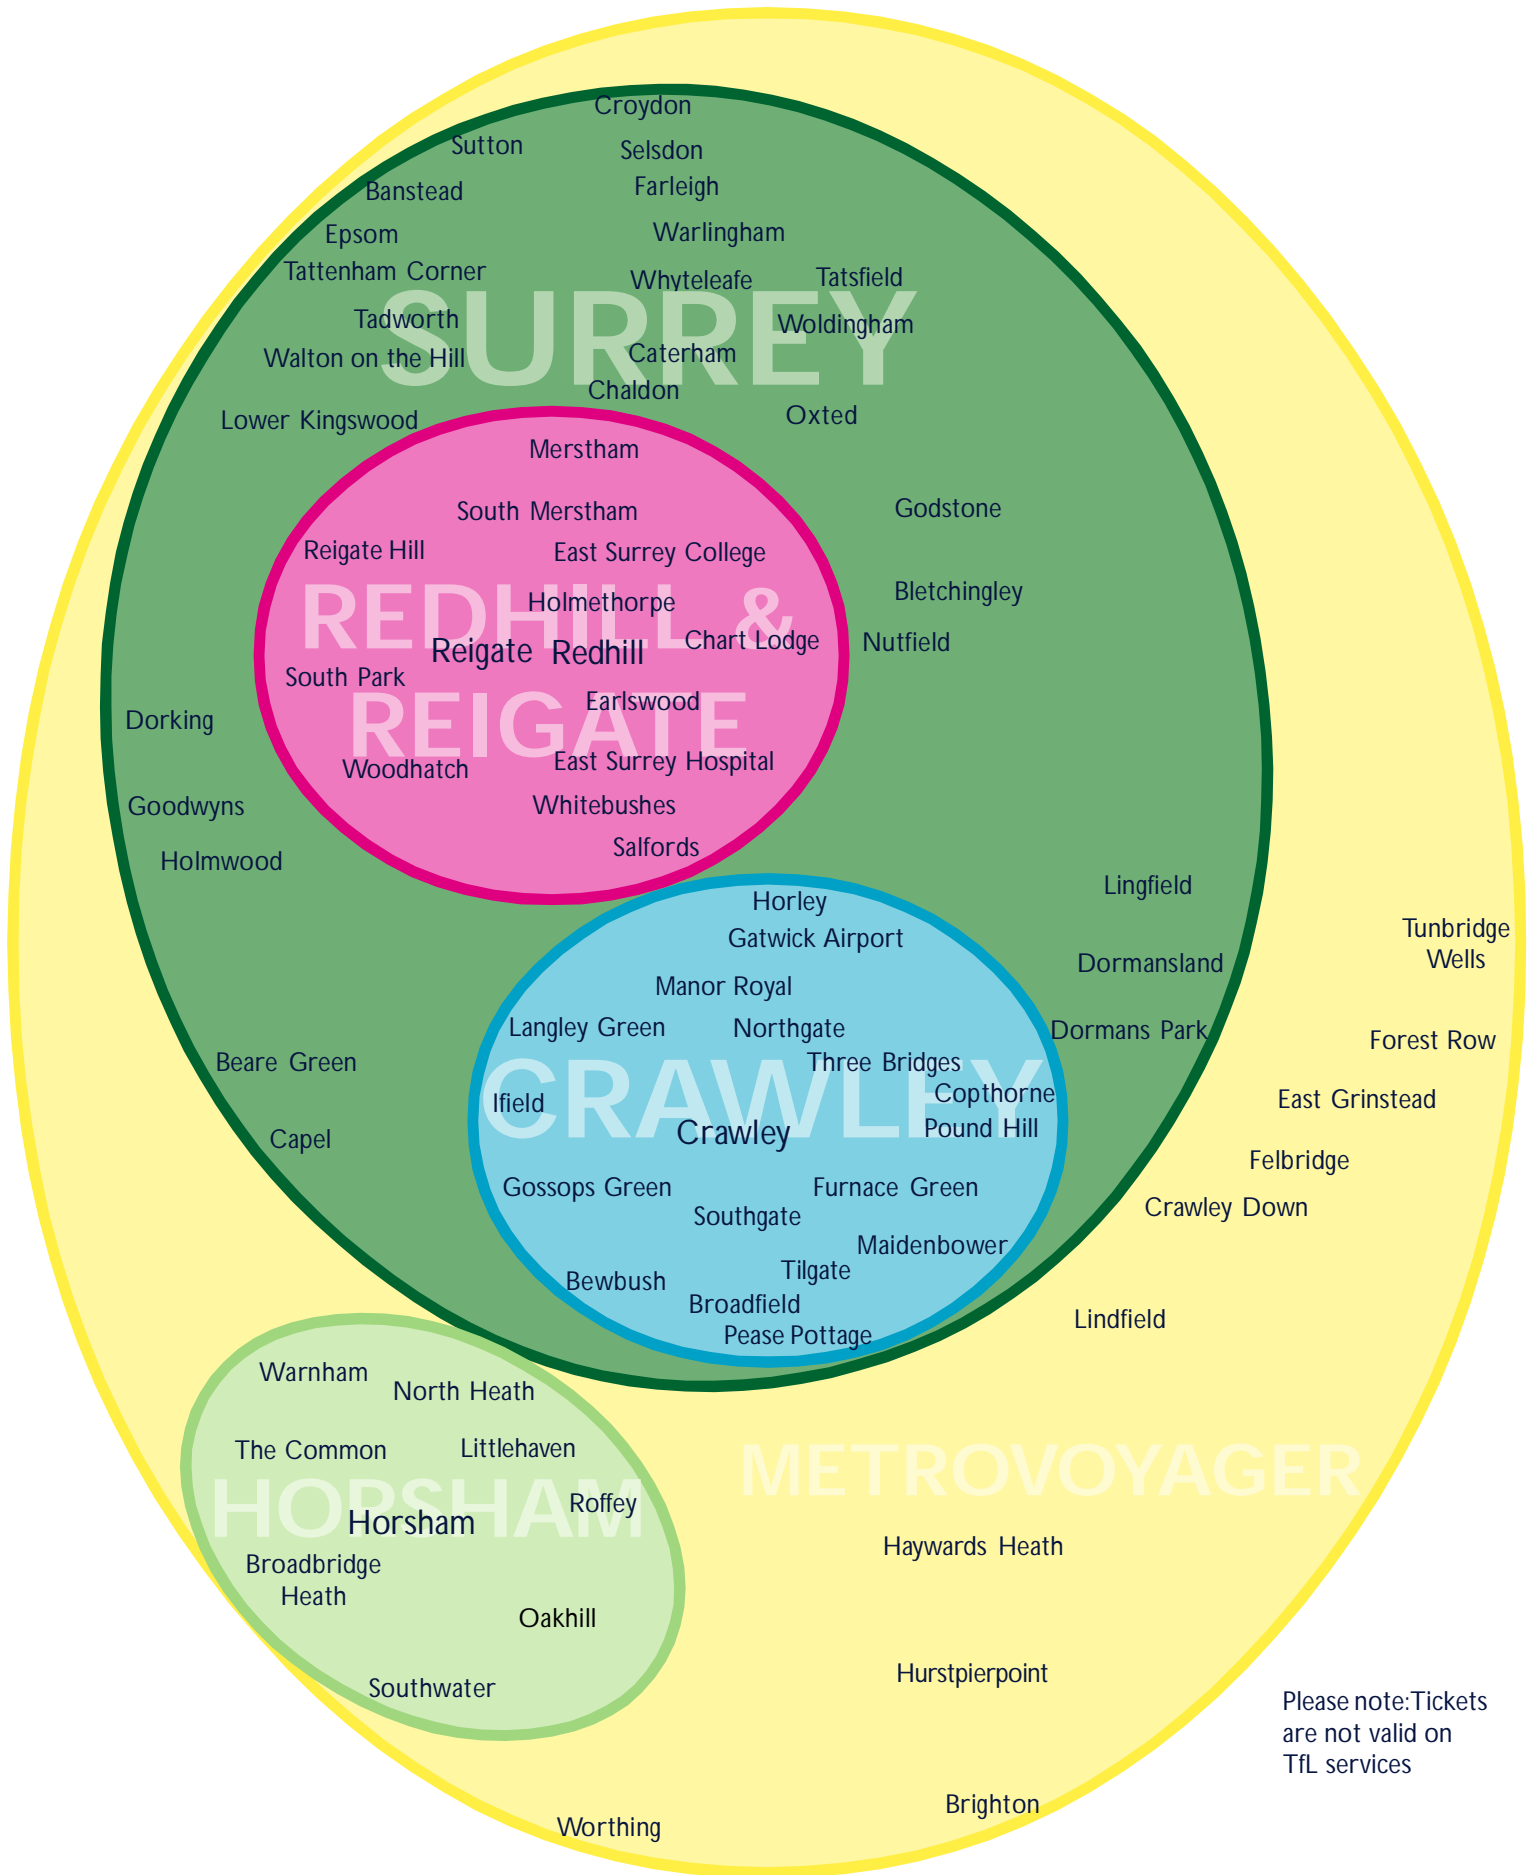 Croydon
Sutton
Selsdon
Banstead
Farleigh
Epsom
Warlingham
Tattenham Corner
Whyteleafe
Tatsfield
SURREY
Tadworth
Woldingham
Walton on the Hill
Caterham
Chaldon
Lower Kingswood
Oxted
Merstham
South Merstham
Godstone
Reigate Hill
East Surrey College
REDHILL &
REIGATE
Holmethorpe
Bletchingley
Chart Lodge
Nutfield
Reigate
Redhill
South Park
Earlswood
Dorking
Woodhatch
East Surrey Hospital
Goodwyns
Whitebushes
Salfords
Holmwood
Lingfield
Horley
Tunbridge
Wells
Gatwick Airport
Dormansland
Manor Royal
Langley Green
Northgate
Dormans Park
Forest Row
Beare Green
Three Bridges
CRAWLEY
Copthorne
Ifield
East Grinstead
Crawley
Pound Hill
Capel
Felbridge
Gossops Green
Furnace Green
Crawley Down
Southgate
Maidenbower
Tilgate
Bewbush
Broadfield
Lindfield
Pease Pottage
Warnham
North Heath
The Common
Littlehaven
METROVOYAGER
HORSHAM
Roffey
Horsham
Haywards Heath
Broadbridge
Heath
Oakhill
Hurstpierpoint
Southwater
Please note:Tickets
are not valid on
TfL services
Brighton
Worthing